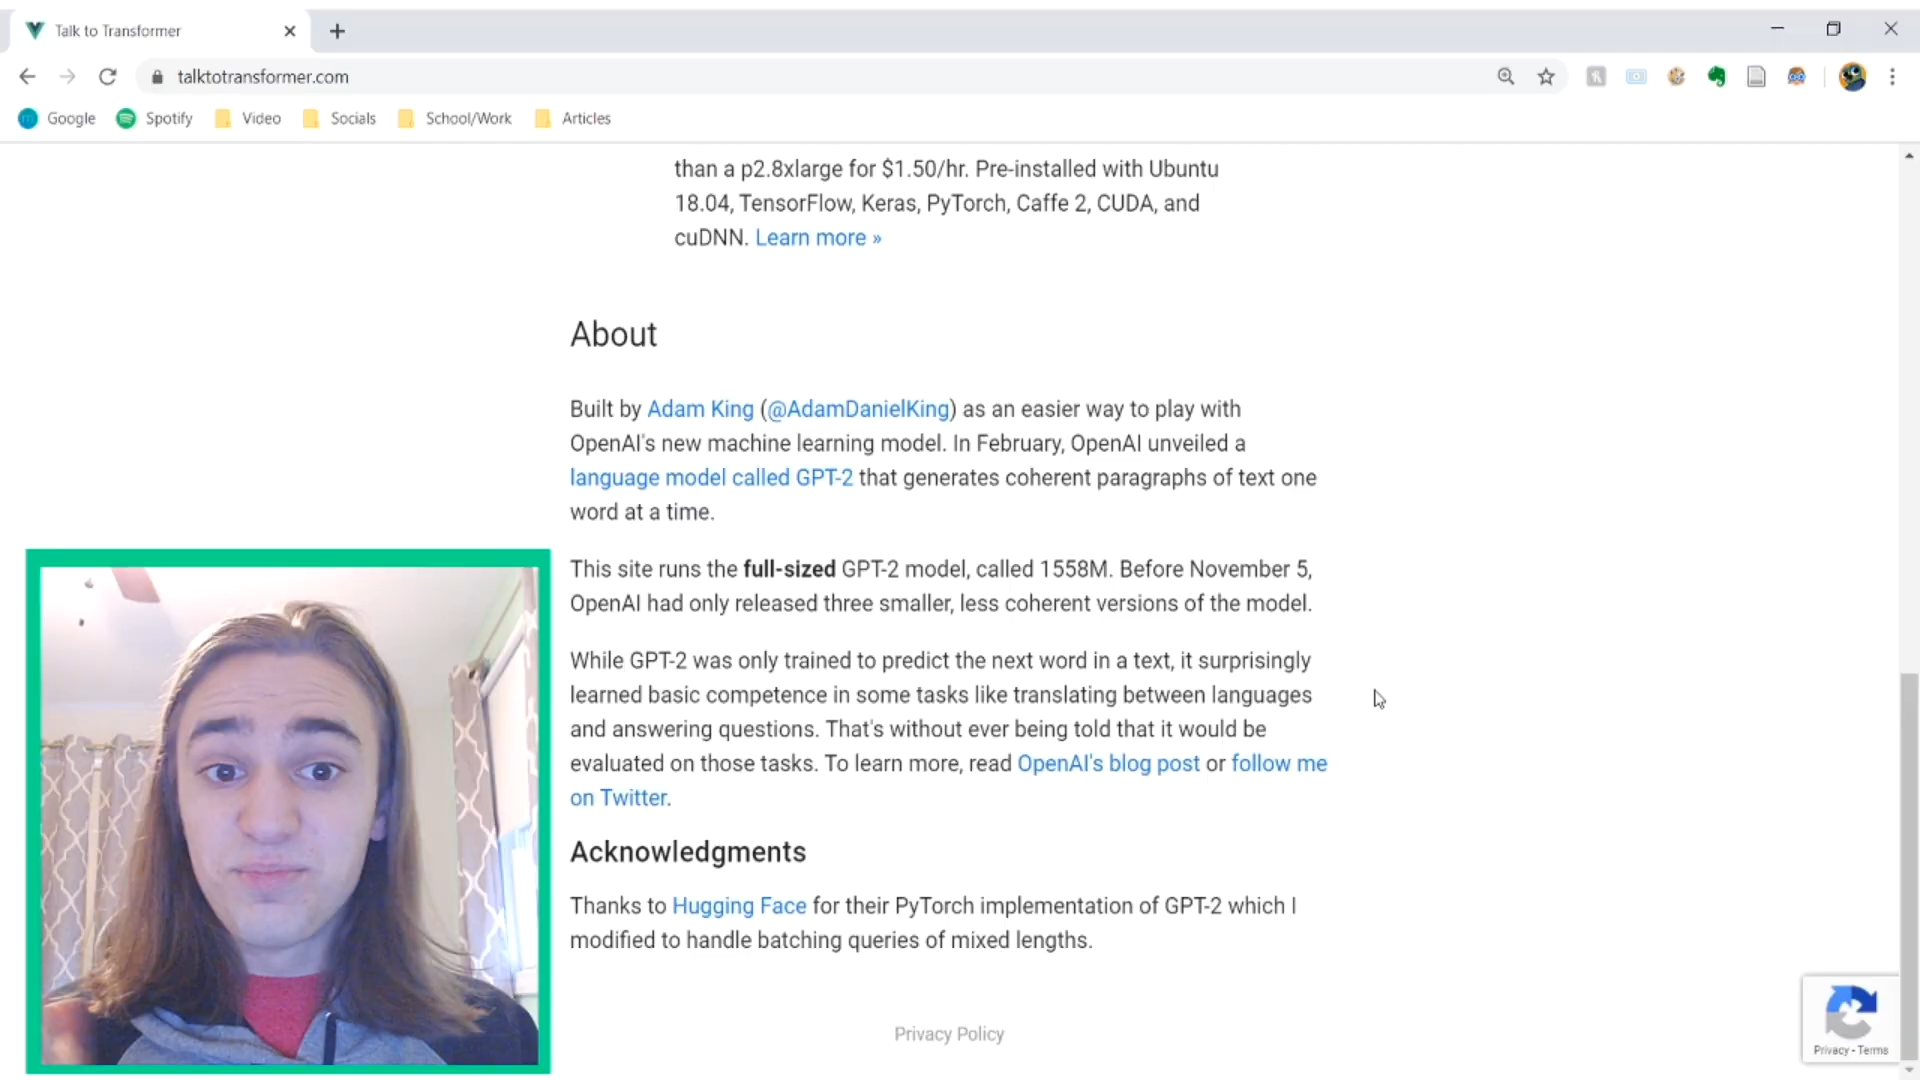 Talk to Transformer
talktotransformer.com
Google Spotify Video Socials School/Work Articles
than a p2.8xlarge for $1.50/hr. Pre-installed with Ubuntu
18.04, TensorFlow, Keras, PyTorch, Caffe 2, CUDA, and
cuDNN. Learn more »
About
Built by Adam King (@AdamDanielKing) as an easier way to play with
OpenAI's new machine learning model. In February, OpenAI unveiled a
language model called GPT-2 that generates coherent paragraphs of text one
word at a time.
This site runs the full-sized GPT-2 model, called 1558M. Before November 5,
OpenAI had only released three smaller, less coherent versions of the model.
While GPT-2 was only trained to predict the next word in a text, it surprisingly
learned basic competence in some tasks like translating between languages
and answering questions. That's without ever being told that it would be
evaluated on those tasks. To learn more, read OpenAI's blog post or follow me
on Twitter.
Acknowledgments
Thanks to Hugging Face for their PyTorch implementation of GPT-2 which I
modified to handle batching queries of mixed lengths.
Privacy Policy
Privacy - Terms